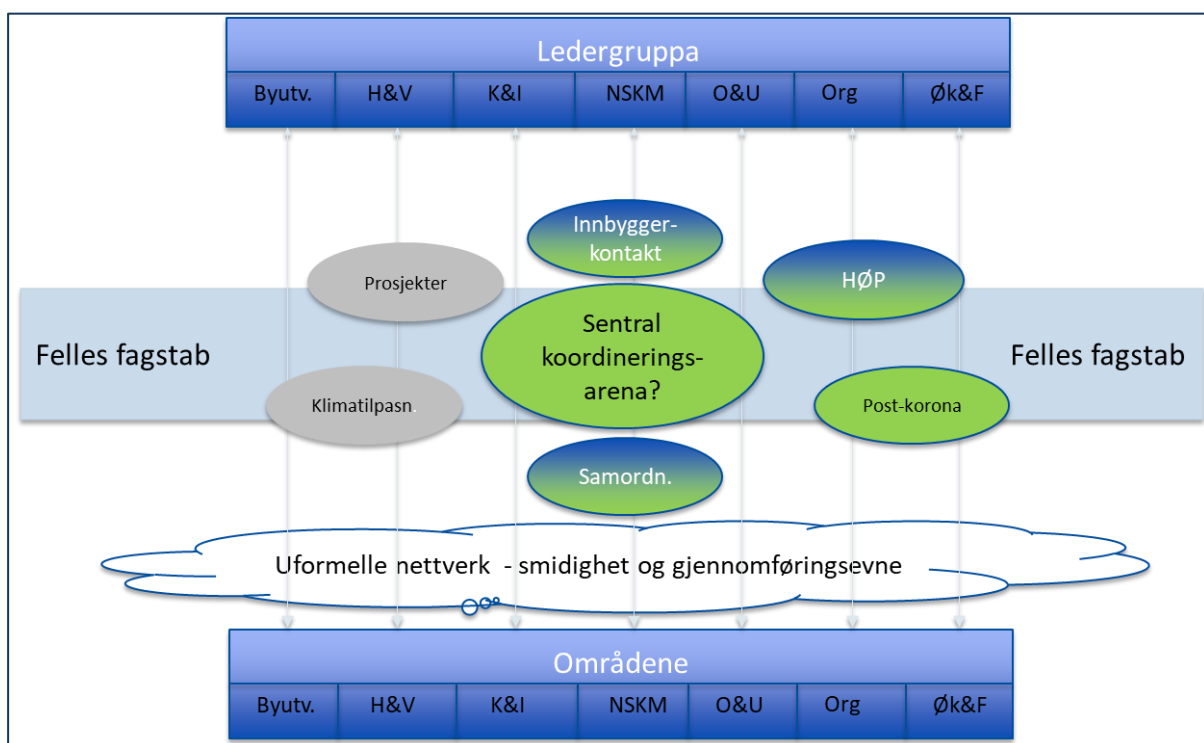 Ledergruppa
Byutv. H&V K&I NSKM O&U Org Øk&F
Innbygger-
kontakt
Prosjekter
HØP
Sentral
koordinerings-
arena?
Felles fagstab
Felles fagstab
Klimatilpasn.
Post-korona
Samordn.
Uformelle nettverk - smidighet og gjennomføringsevne
Områdene
Byutv. H&V K&I NSKM O&U Org Øk&F